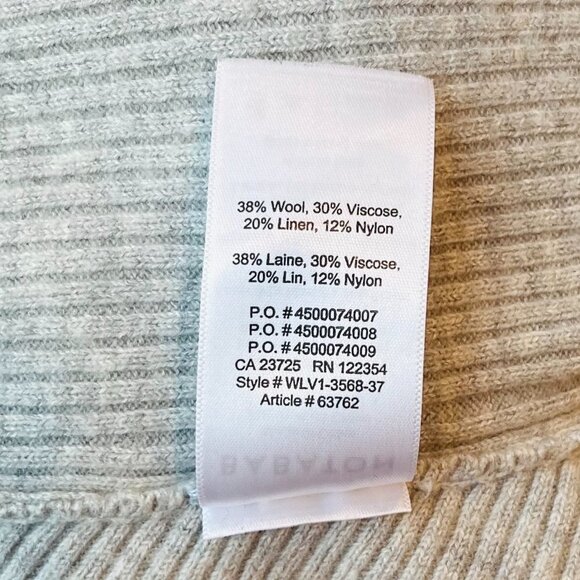 38% Wool, 30% Viscose,
20% Linen, 12% Nylon
38% Laine, 30% Viscose,
20% Lin, 12% Nylon
P.O. # 4500074007
P.O. # 4500074008
P.O. # 4500074009
CA 23725 RN 122354
Style # WLV1-3568-37
Article # 63762
BABATON